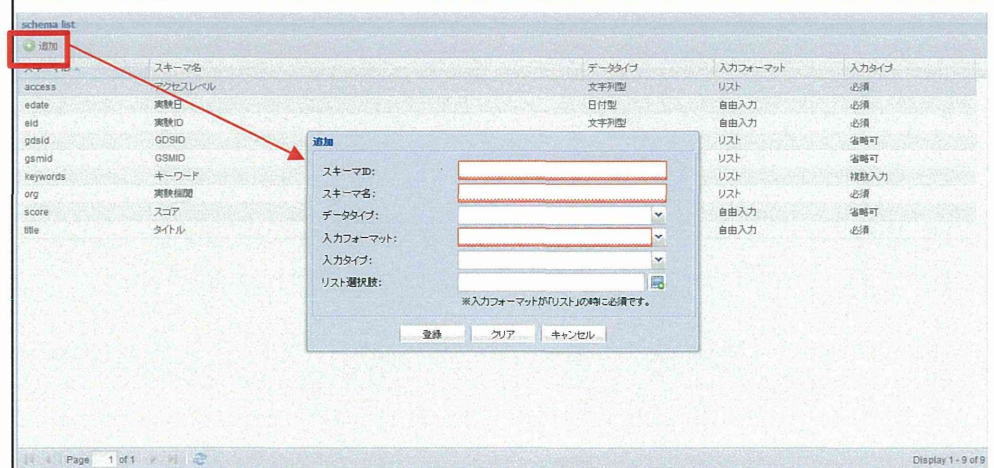 schema list
追加
スキーマID スキーマ名 データタイプ 入力フォーマット 入力タイプ
access アクセスレベル 文字列型 リスト 必須
edate 実験日 日付型 自由入力 必須
eid 実験ID 文字列型 自由入力 必須
gdsid GDSID リスト 省略可
gsmid GSMID リスト 省略可
keywords キーワード リスト 複数入力
org 実験機関 リスト 必須
score スコア 自由入力 省略可
title タイトル 自由入力 必須
追加
スキーマID:
スキーマ名:
データタイプ:
入力フォーマット:
入力タイプ:
リスト選択肢:
※入力フォーマットが「リスト」の時に必須です。
登録 クリア キャンセル
Page 1 of 1
Display 1 - 9 of 9